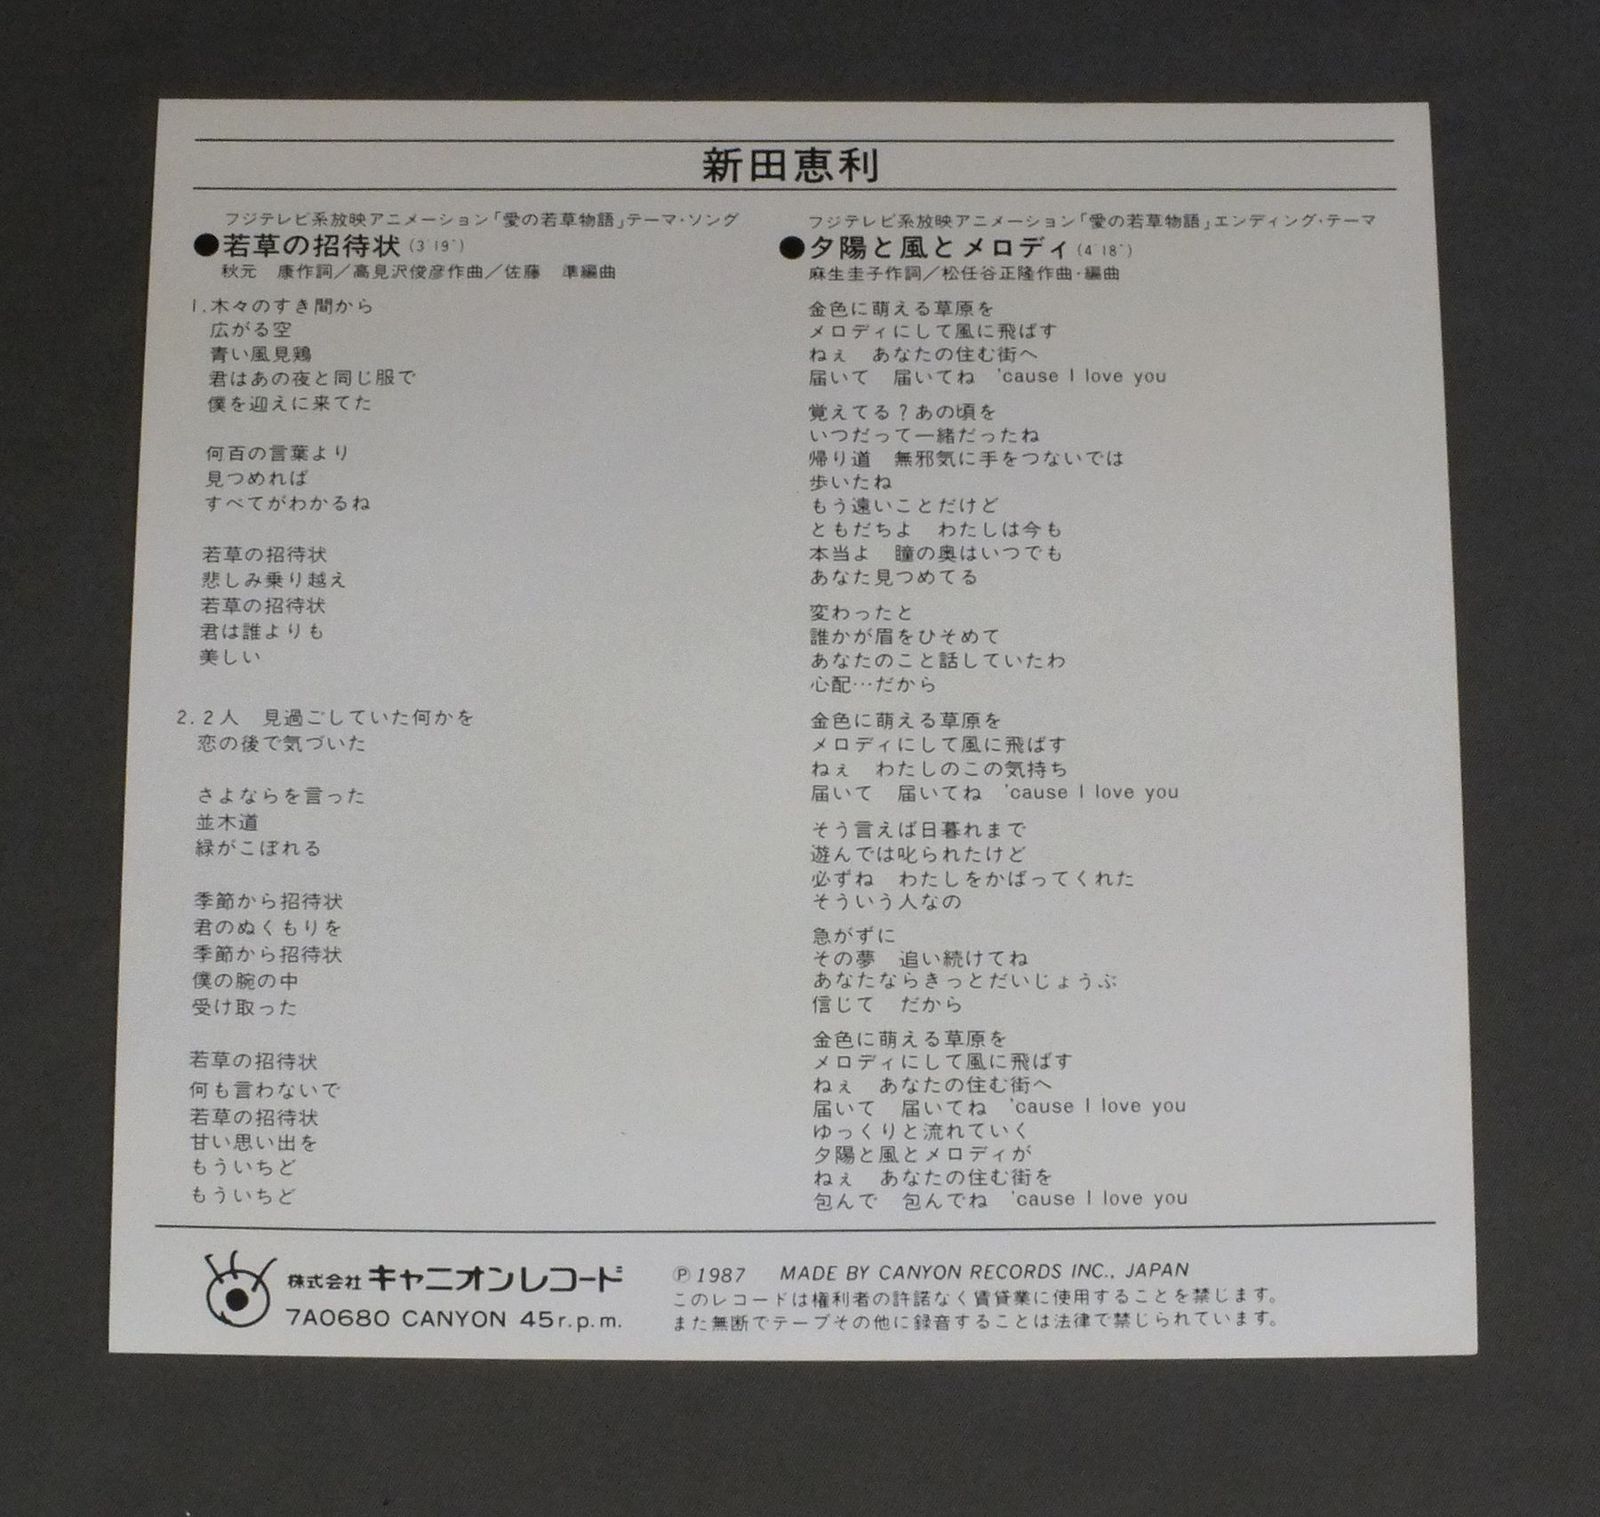 新田恵利
フジテレビ系放映アニメーション「愛の若草物語」テーマ・ソング
●若草の招待状(3′19″)
秋元　康作詞／高見沢俊彦作曲／佐藤　準編曲
1.木々のすき間から
広がる空
青い風見鶏
君はあの夜と同じ服で
僕を迎えに来てた
何百の言葉より
見つめれば
すべてがわかるね
若草の招待状
悲しみ乗り越え
若草の招待状
君は誰よりも
美しい
2.2人　見過ごしていた何かを
恋の後で気づいた
さよならを言った
並木道
緑がこぼれる
季節から招待状
君のぬくもりを
季節から招待状
僕の腕の中
受け取った
若草の招待状
何も言わないで
若草の招待状
甘い思い出を
もういちど
もういちど
フジテレビ系放映アニメーション「愛の若草物語」エンディング・テーマ
●夕陽と風とメロディ(4′18″)
麻生圭子作詞／松任谷正隆作曲・編曲
金色に萌える草原を
メロディにして風に飛ばす
ねぇ　あなたの住む街へ
届いて　届いてね　'cause I love you
覚えてる？あの頃を
いつだって一緒だったね
帰り道　無邪気に手をつないでは
歩いたね
もう遠いことだけど
ともだちよ　わたしは今も
本当よ　瞳の奥はいつでも
あなた見つめてる
変わったと
誰かが眉をひそめて
あなたのこと話していたわ
心配…だから
金色に萌える草原を
メロディにして風に飛ばす
ねぇ　わたしのこの気持ち
届いて　届いてね　'cause I love you
そう言えば日暮れまで
遊んでは叱られたけど
必ずね　わたしをかばってくれた
そういう人なの
急がずに
その夢　追い続けてね
あなたならきっとだいじょうぶ
信じて　だから
金色に萌える草原を
メロディにして風に飛ばす
ねぇ　あなたの住む街へ
届いて　届いてね　'cause I love you
ゆっくりと流れていく
夕陽と風とメロディが
ねぇ　あなたの住む街を
包んで　包んでね　'cause I love you
株式会社 キャニオンレコード
7A0680 CANYON 45r.p.m.
Ⓟ1987　MADE BY CANYON RECORDS INC., JAPAN
このレコードは権利者の許諾なく賃貸業に使用することを禁じます。
また無断でテープその他に録音することは法律で禁じられています。